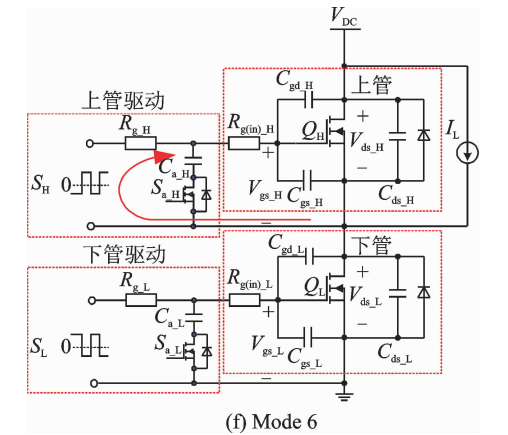 V_DC
C_gd_H 上管
上管驱动
R_g_H R_g(in)_H Q_H + I_L
+ V_ds_H
S_H 0 C_a_H
S_a_H V_gs_H C_gs_H − C_ds_H
−
下管驱动 C_gd_L 下管
R_g_L R_g(in)_L Q_L +
+ V_ds_L
S_L 0 C_a_L
S_a_L V_gs_L C_gs_L − C_ds_L
−
(f) Mode 6